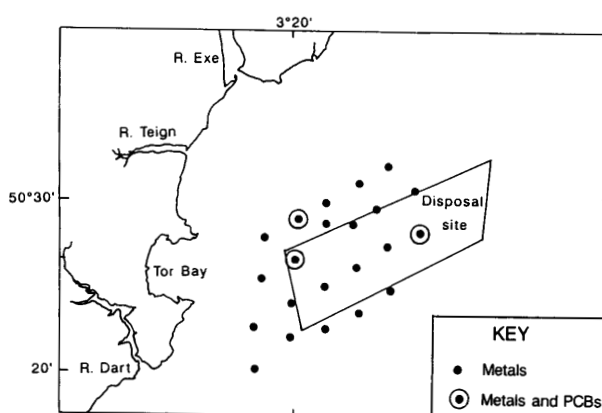 3°20'
R. Exe
R. Teign
50°30'
Disposal
site
Tor Bay
20'
R. Dart
KEY
Metals
Metals and PCBs